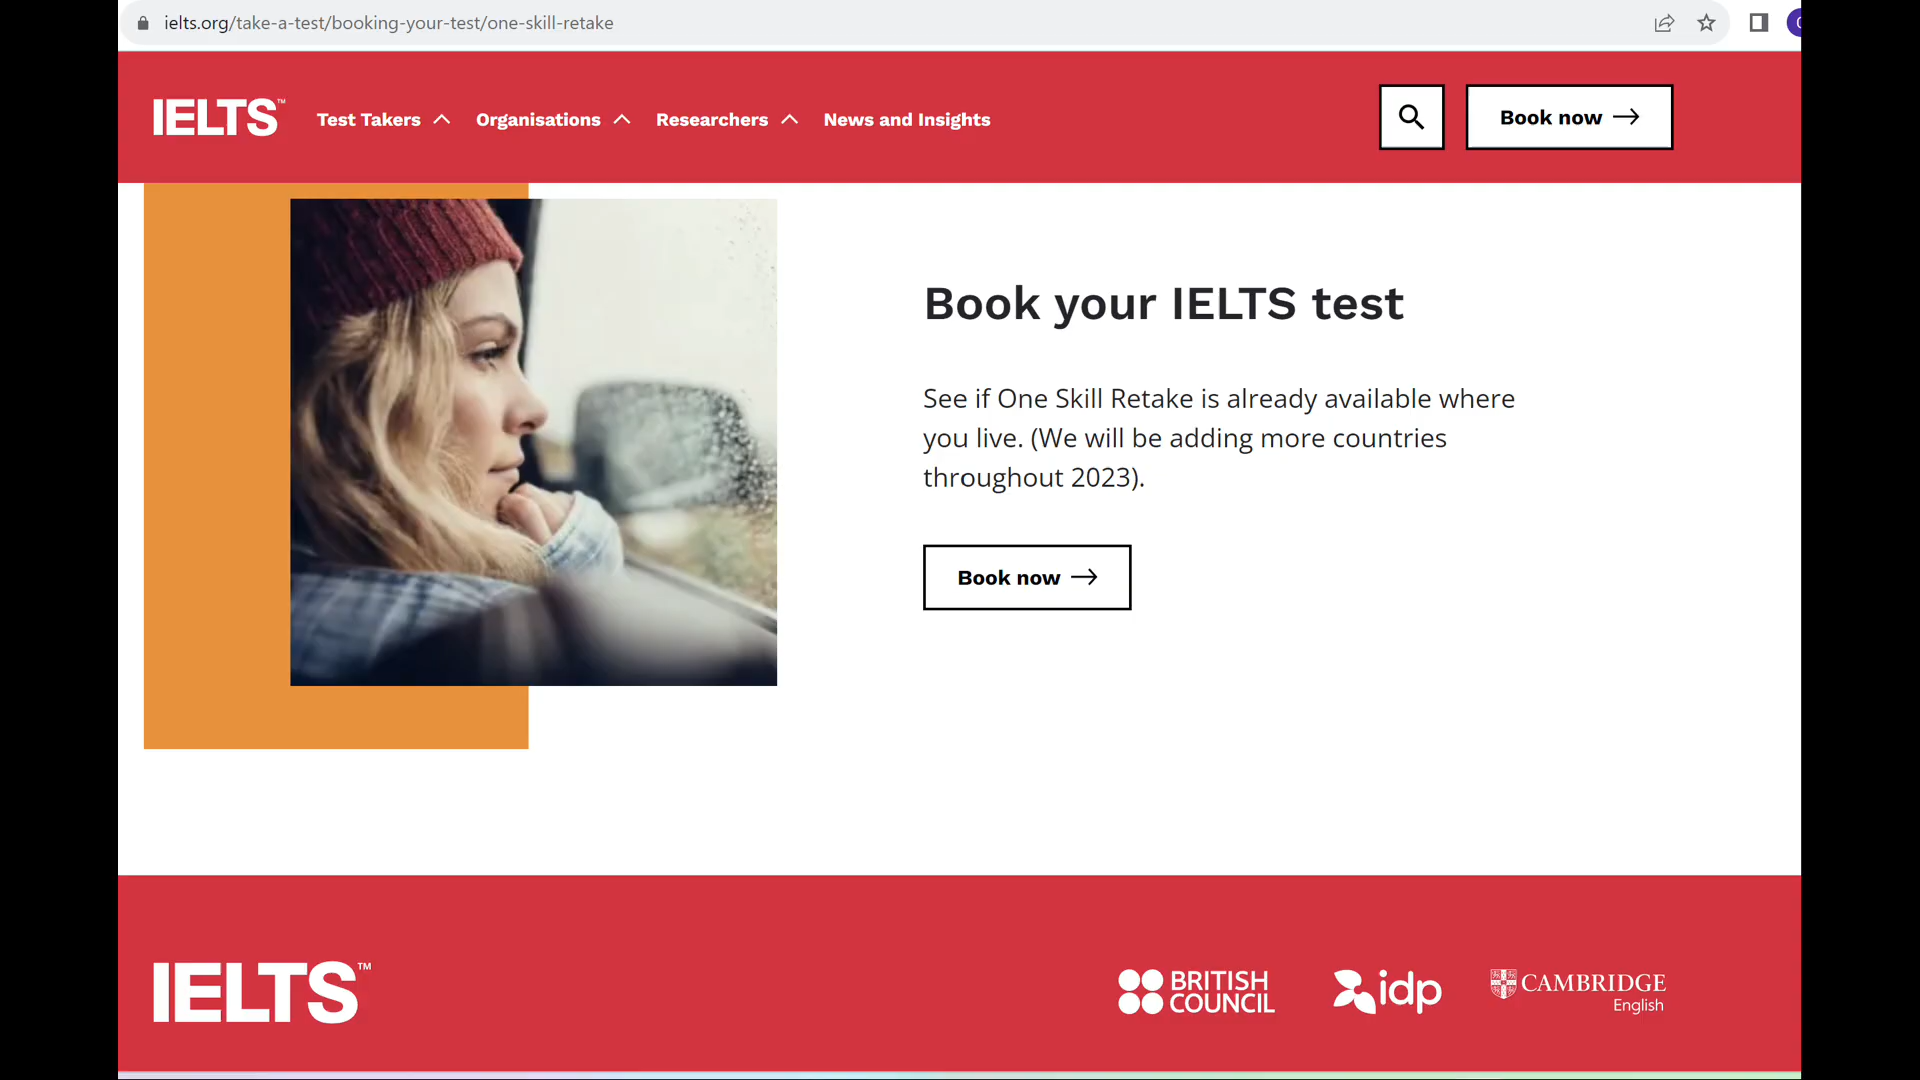 ielts.org/take-a-test/booking-your-test/one-skill-retake
IELTS™
Test Takers
Organisations
Researchers
News and Insights
Book now
Book your IELTS test
See if One Skill Retake is already available where
you live. (We will be adding more countries
throughout 2023).
Book now
IELTS™
BRITISH
COUNCIL
idp
CAMBRIDGE
English